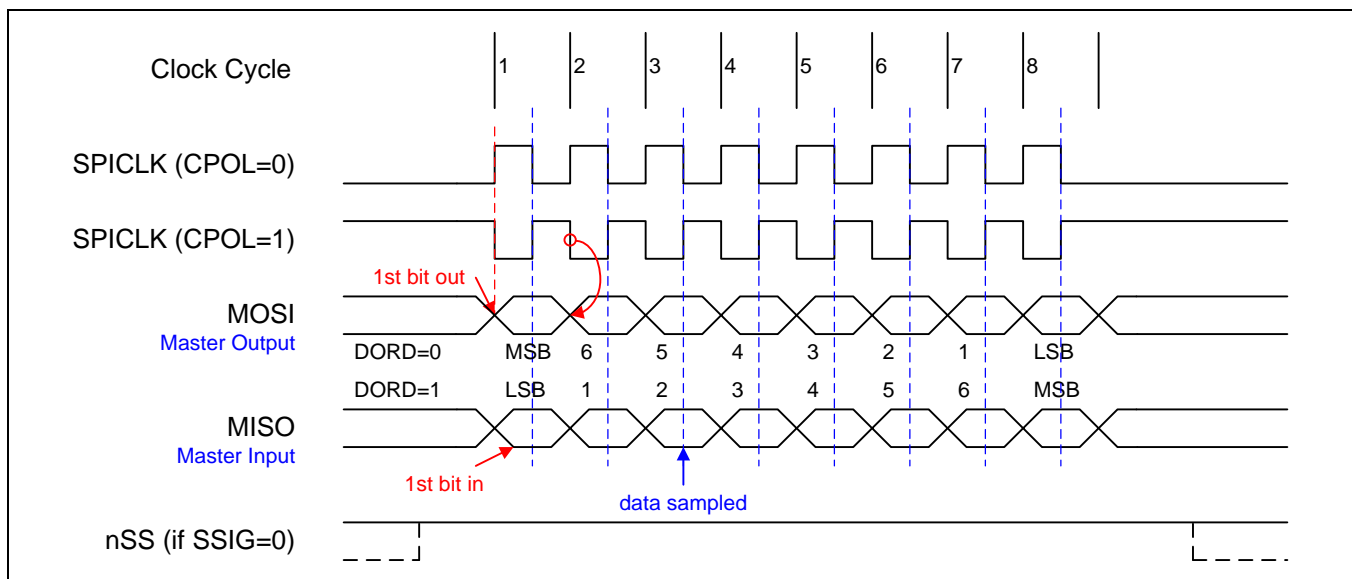 Clock Cycle 1 2 3 4 5 6 7 8
SPICLK (CPOL=0)
SPICLK (CPOL=1)
1st bit out
MOSI
Master Output
DORD=0 MSB 6 5 4 3 2 1 LSB
DORD=1 LSB 1 2 3 4 5 6 MSB
MISO
Master Input
1st bit in
data sampled
nSS (if SSIG=0)